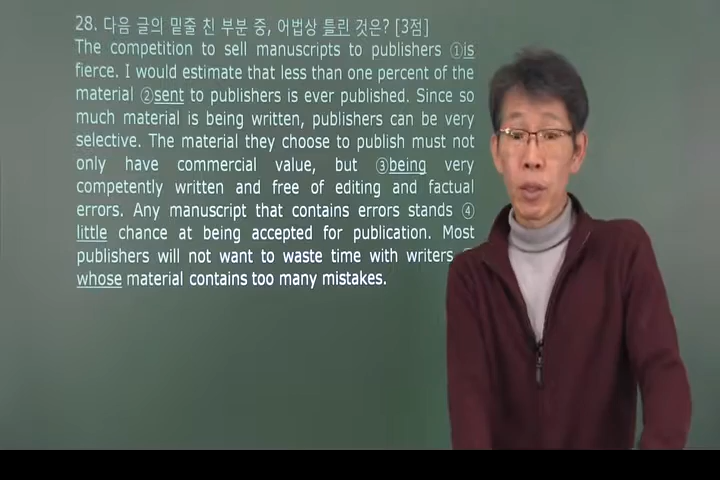 28. 다음 글의 밑줄 친 부분 중, 어법상 틀린 것은? [3점]
The competition to sell manuscripts to publishers ①is
fierce. I would estimate that less than one percent of the
material ②sent to publishers is ever published. Since so
much material is being written, publishers can be very
selective. The material they choose to publish must not
only have commercial value, but ③being very
competently written and free of editing and factual
errors. Any manuscript that contains errors stands ④
little chance at being accepted for publication. Most
publishers will not want to waste time with writers
whose material contains too many mistakes.